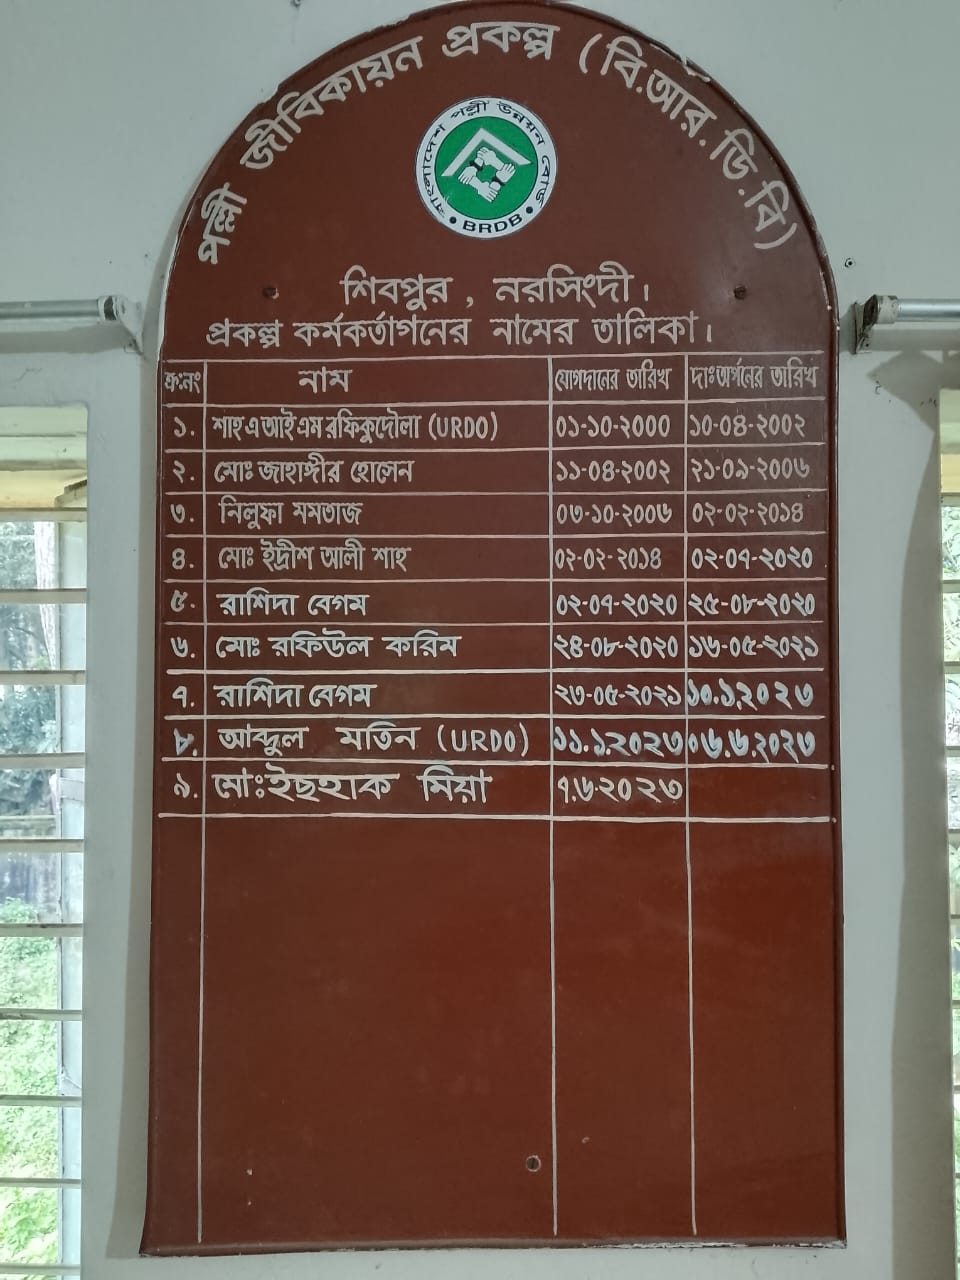 পল্লী জীবিকায়ন প্রকল্প (বি.আর.ডি.বি)
বাংলাদেশ পল্লী উন্নয়ন বোর্ড
• BRDB •
শিবপুর, নরসিংদী।
প্রকল্প কর্মকর্তাগনের নামের তালিকা।
ক্র:নং নাম যোগদানের তারিখ দাঃঅর্পনের তারিখ
১. শাহ এ আই এম রফিকুদৌলা (URDO) ০১-১০-২০০০ ১০-০৪-২০০২
২. মোঃ জাহাঙ্গীর হোসেন ১১-০৪-২০০২ ২১-০৯-২০০৬
৩. নিলুফা মমতাজ ০৩-১০-২০০৬ ০২-০২-২০১৪
৪. মোঃ ইদ্রীশ আলী শাহ ০২-০২-২০১৪ ০২-০৭-২০২০
৫. রাশিদা বেগম ০২-০৭-২০২০ ২৫-০৮-২০২০
৬. মোঃ রফিউল করিম ২৪-০৮-২০২০ ১৬-০৫-২০২১
৭. রাশিদা বেগম ২৩-০৫-২০২১ ১০.১.২০২৩
৮. আব্দুল মতিন (URDO) ১১.১.২০২৩ ০৬.৬.২০২৩
৯. মো:ইছহাক মিয়া ৭.৬.২০২৩